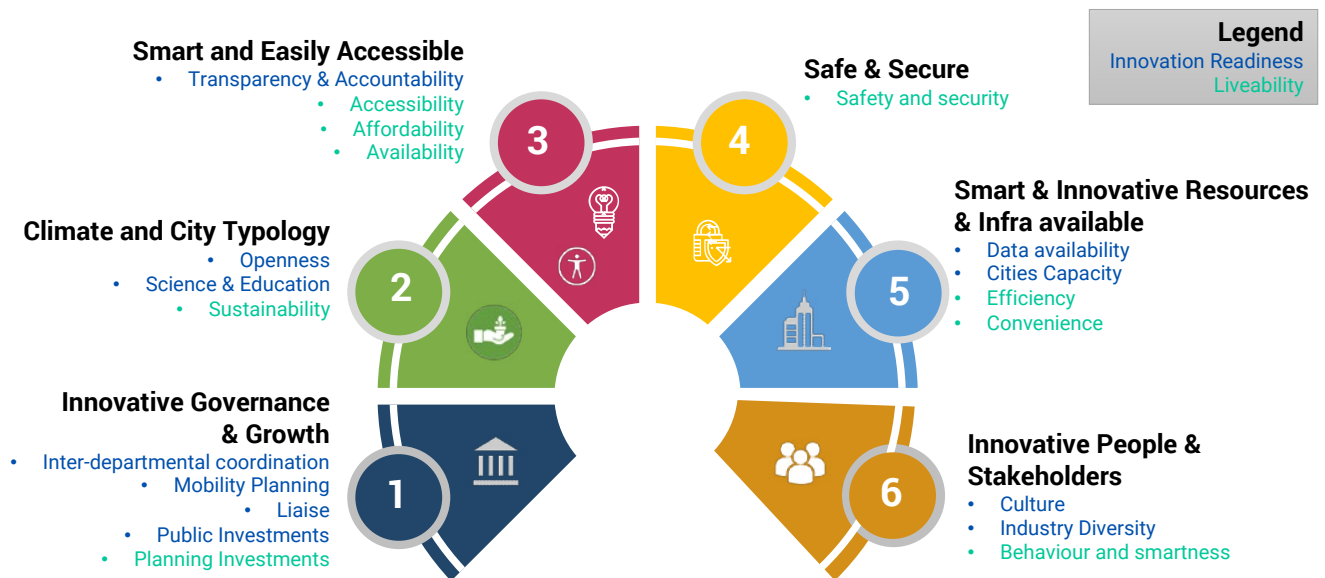 Legend
Innovation Readiness
Liveability
Smart and Easily Accessible
• Transparency & Accountability
• Accessibility
• Affordability
• Availability
3
Safe & Secure
• Safety and security
4
Climate and City Typology
• Openness
• Science & Education
• Sustainability
2
Smart & Innovative Resources
& Infra available
• Data availability
• Cities Capacity
• Efficiency
• Convenience
5
Innovative Governance
& Growth
• Inter-departmental coordination
• Mobility Planning
• Liaise
• Public Investments
• Planning Investments
1
Innovative People &
Stakeholders
• Culture
• Industry Diversity
• Behaviour and smartness
6